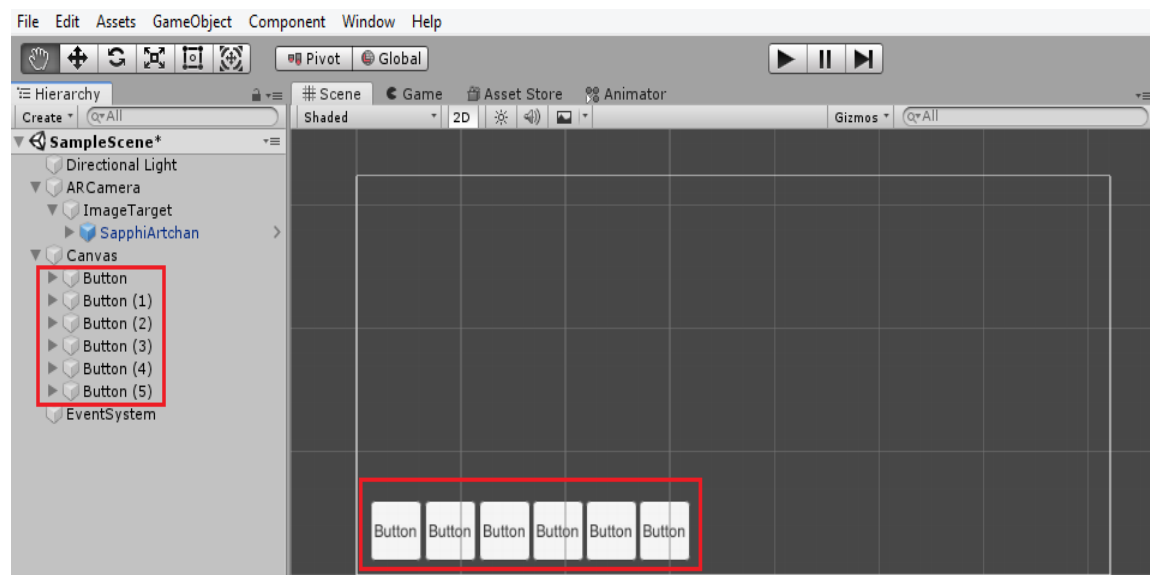 File Edit Assets GameObject Component Window Help
Pivot Global
Hierarchy
Scene Game Asset Store Animator
Create All
Shaded 2D Gizmos All
SampleScene*
Directional Light
ARCamera
ImageTarget
SapphiArtchan
Canvas
Button
Button (1)
Button (2)
Button (3)
Button (4)
Button (5)
EventSystem
Button Button Button Button Button Button